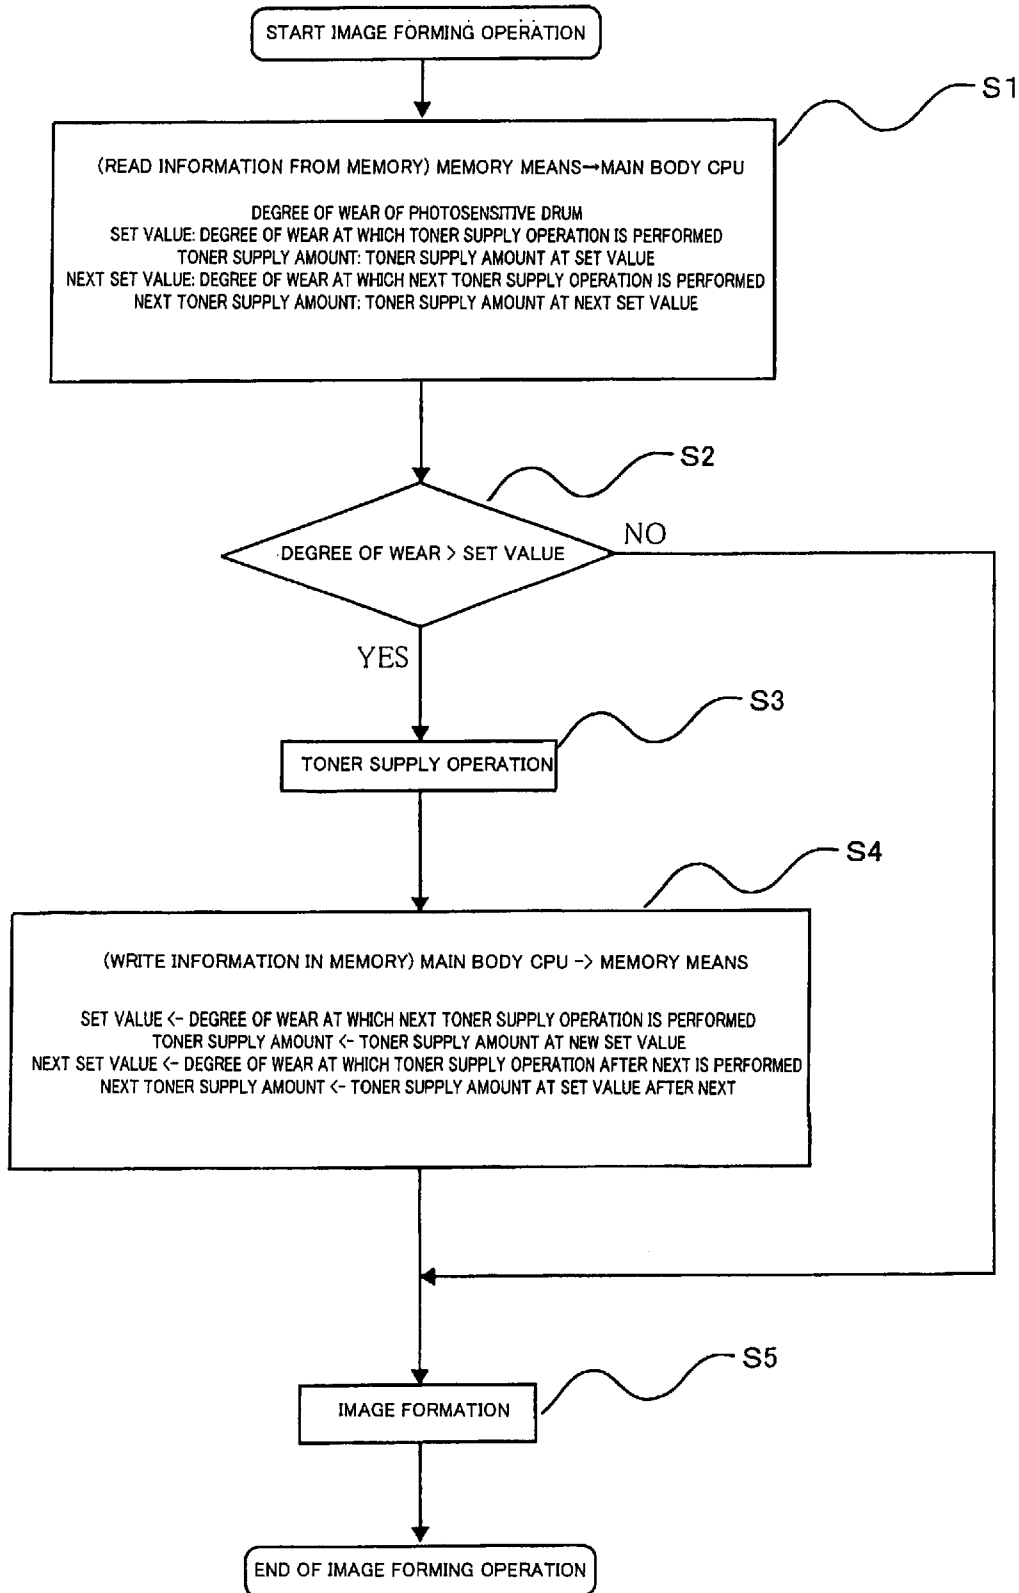 START IMAGE FORMING OPERATION
S1
(READ INFORMATION FROM MEMORY) MEMORY MEANS→MAIN BODY CPU
DEGREE OF WEAR OF PHOTOSENSITIVE DRUM
SET VALUE: DEGREE OF WEAR AT WHICH TONER SUPPLY OPERATION IS PERFORMED
TONER SUPPLY AMOUNT: TONER SUPPLY AMOUNT AT SET VALUE
NEXT SET VALUE: DEGREE OF WEAR AT WHICH NEXT TONER SUPPLY OPERATION IS PERFORMED
NEXT TONER SUPPLY AMOUNT: TONER SUPPLY AMOUNT AT NEXT SET VALUE
S2
DEGREE OF WEAR > SET VALUE
NO
YES
S3
TONER SUPPLY OPERATION
S4
(WRITE INFORMATION IN MEMORY) MAIN BODY CPU -> MEMORY MEANS
SET VALUE <- DEGREE OF WEAR AT WHICH NEXT TONER SUPPLY OPERATION IS PERFORMED
TONER SUPPLY AMOUNT <- TONER SUPPLY AMOUNT AT NEW SET VALUE
NEXT SET VALUE <- DEGREE OF WEAR AT WHICH TONER SUPPLY OPERATION AFTER NEXT IS PERFORMED
NEXT TONER SUPPLY AMOUNT <- TONER SUPPLY AMOUNT AT SET VALUE AFTER NEXT
S5
IMAGE FORMATION
END OF IMAGE FORMING OPERATION